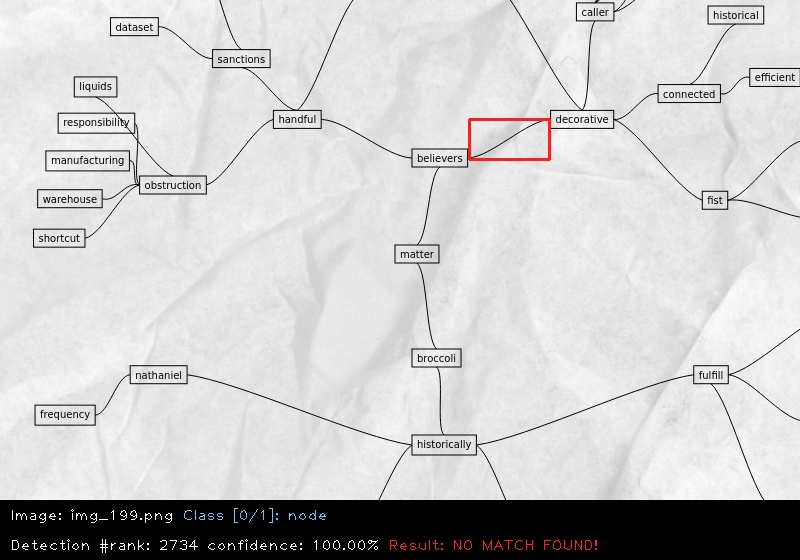 caller
historical
dataset
sanctions
efficient
liquids
connected
responsibility
handful
decorative
manufacturing
believers
obstruction
warehouse
fist
shortcut
matter
broccoli
nathaniel
fulfill
frequency
historically
Image: img_199.png Class [0/1]: node
Detection #rank: 2734 confidence: 100.00% Result: NO MATCH FOUND!